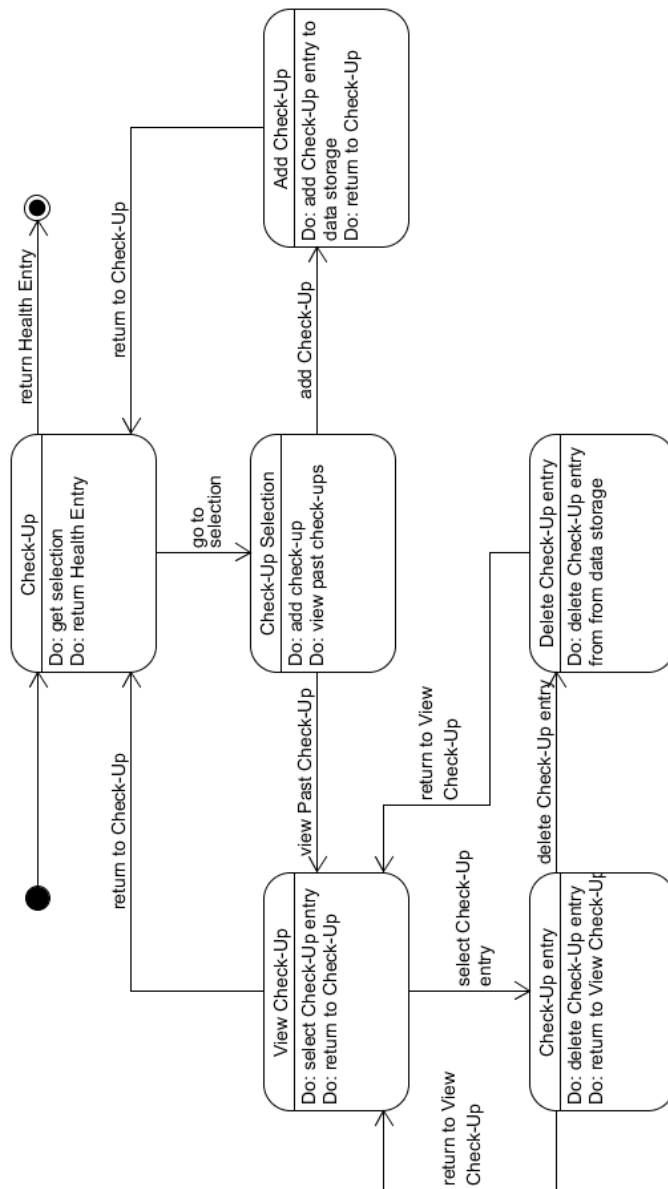 return Health Entry
Check-Up
Do: get selection
Do: return Health Entry
return to Check-Up
return to Check-Up
go to
selection
View Check-Up
Do: select Check-Up entry
Do: return to Check-Up
view Past Check-Up
Check-Up Selection
Do: add check-up
Do: view past check-ups
add Check-Up
Add Check-Up
Do: add Check-Up entry to
data storage
Do: return to Check-Up
return to View
Check-Up
select Check-Up
entry
return to View
Check-Up
Check-Up entry
Do: delete Check-Up entry
Do: return to View Check-Up
delete Check-Up entry
Delete Check-Up entry
Do: delete Check-Up entry
from from data storage